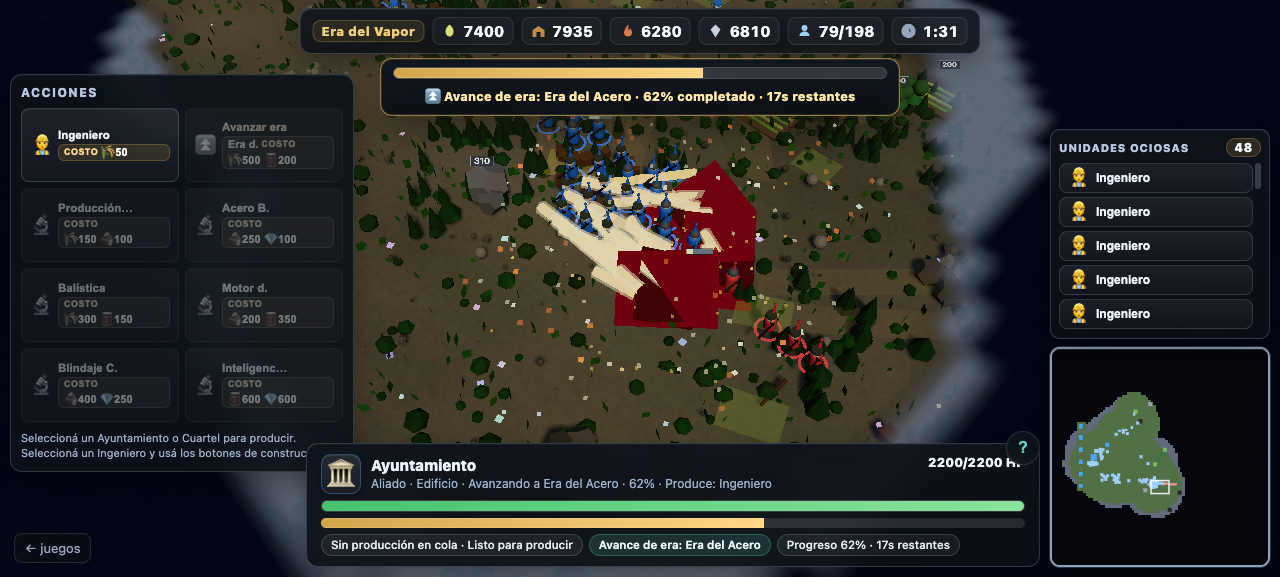 Era del Vapor
7400
7935
6280
6810
79/198
1:31
Avance de era: Era del Acero · 62% completado · 17s restantes
200
310
ACCIONES
Ingeniero
COSTO 50
Avanzar era
Era d. COSTO
500 200
Producción...
COSTO
150 100
Acero B.
COSTO
250 100
Balística
COSTO
300 150
Motor d.
COSTO
200 350
Blindaje C.
COSTO
400 250
Inteligenc...
COSTO
600 600
Seleccioná un Ayuntamiento o Cuartel para producir.
Seleccioná un Ingeniero y usá los botones de construc
UNIDADES OCIOSAS 48
Ingeniero
Ingeniero
Ingeniero
Ingeniero
Ingeniero
?
Ayuntamiento
2200/2200
Aliado · Edificio · Avanzando a Era del Acero · 62% · Produce: Ingeniero
Sin producción en cola · Listo para producir
Avance de era: Era del Acero
Progreso 62% · 17s restantes
← juegos